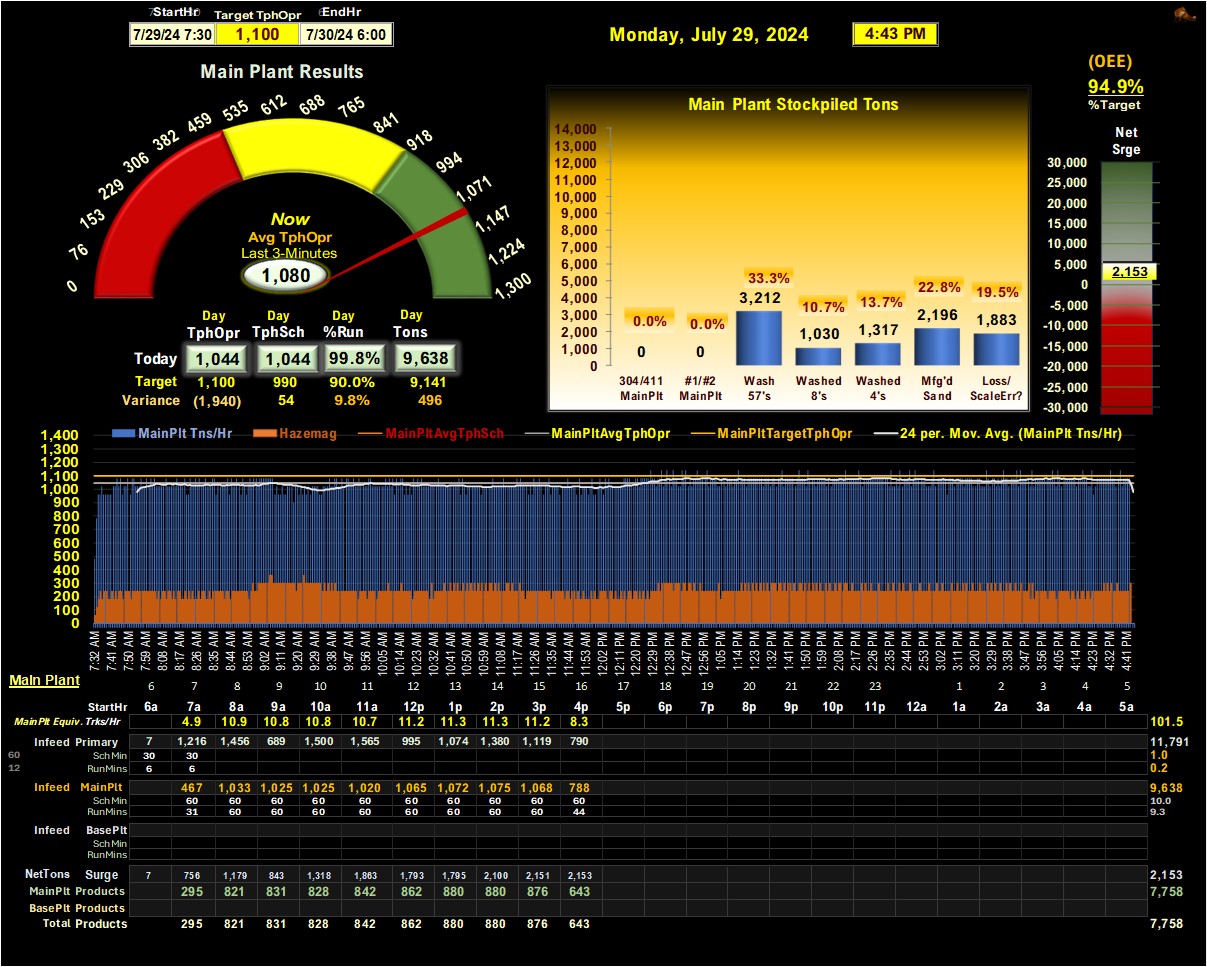 StartHr Target TphOpr EndHr
7/29/24 7:30 1,100 7/30/24 6:00
Monday, July 29, 2024 4:43 PM
(OEE)
94.9%
%Target
Main Plant Results
0 76 153 229 306 382 459 535 612 688 765 841 918 994 1,071 1,147 1,224 1,300
Now
Avg TphOpr
Last 3-Minutes
1,080
Day Day Day Day
TphOpr TphSch %Run Tons
Today 1,044 1,044 99.8% 9,638
Target 1,100 990 90.0% 9,141
Variance (1,940) 54 9.8% 496
Main Plant Stockpiled Tons
14,000
13,000
12,000
11,000
10,000
9,000
8,000
7,000
6,000
5,000
4,000
3,000
2,000
1,000
0
0.0% 0.0% 33.3% 10.7% 13.7% 22.8% 19.5%
0 0 3,212 1,030 1,317 2,196 1,883
304/411 #1/#2 Wash Washed Washed Mfg'd Loss/
MainPlt MainPlt 57's 8's 4's Sand ScaleErr?
Net
Srge
30,000
25,000
20,000
15,000
10,000
5,000
2,153
0
-5,000
-10,000
-15,000
-20,000
-25,000
-30,000
MainPlt Tns/Hr Hazemag MainPltAvgTphSch MainPltAvgTphOpr MainPltTargetTphOpr 24 per. Mov. Avg. (MainPlt Tns/Hr)
1,400
1,300
1,200
1,100
1,000
900
800
700
600
500
400
300
200
100
0
7:32 AM 7:41 AM 7:50 AM 7:59 AM 8:08 AM 8:17 AM 8:26 AM 8:35 AM 8:44 AM 8:53 AM 9:02 AM 9:11 AM 9:20 AM 9:29 AM 9:38 AM 9:47 AM 9:56 AM 10:05 AM 10:14 AM 10:23 AM 10:32 AM 10:41 AM 10:50 AM 10:59 AM 11:08 AM 11:17 AM 11:26 AM 11:35 AM 11:44 AM 11:53 AM 12:02 PM 12:11 PM 12:20 PM 12:29 PM 12:38 PM 12:47 PM 12:56 PM 1:05 PM 1:14 PM 1:23 PM 1:32 PM 1:41 PM 1:50 PM 1:59 PM 2:08 PM 2:17 PM 2:26 PM 2:35 PM 2:44 PM 2:53 PM 3:02 PM 3:11 PM 3:20 PM 3:29 PM 3:38 PM 3:47 PM 3:56 PM 4:05 PM 4:14 PM 4:23 PM 4:32 PM 4:41 PM
Main Plant
6 7 8 9 10 11 12 13 14 15 16 17 18 19 20 21 22 23 1 2 3 4 5
StartHr 6a 7a 8a 9a 10a 11a 12p 1p 2p 3p 4p 5p 6p 7p 8p 9p 10p 11p 12a 1a 2a 3a 4a 5a
MainPlt Equiv. Trks/Hr 4.9 10.9 10.8 10.8 10.7 11.2 11.3 11.3 11.2 8.3 101.5
Infeed Primary 7 1,216 1,456 689 1,500 1,565 995 1,074 1,380 1,119 790 11,791
60 Sch Min 30 30 1.0
12 RunMins 6 6 0.2
Infeed MainPlt 467 1,033 1,025 1,025 1,020 1,065 1,072 1,075 1,068 788 9,638
Sch Min 60 60 60 60 60 60 60 60 60 60 10.0
RunMins 31 60 60 60 60 60 60 60 60 44 9.3
Infeed BasePlt
Sch Min
RunMins
NetTons Surge 7 756 1,179 843 1,318 1,863 1,793 1,795 2,100 2,151 2,153 2,153
MainPlt Products 295 821 831 828 842 862 880 880 876 643 7,758
BasePlt Products
Total Products 295 821 831 828 842 862 880 880 876 643 7,758